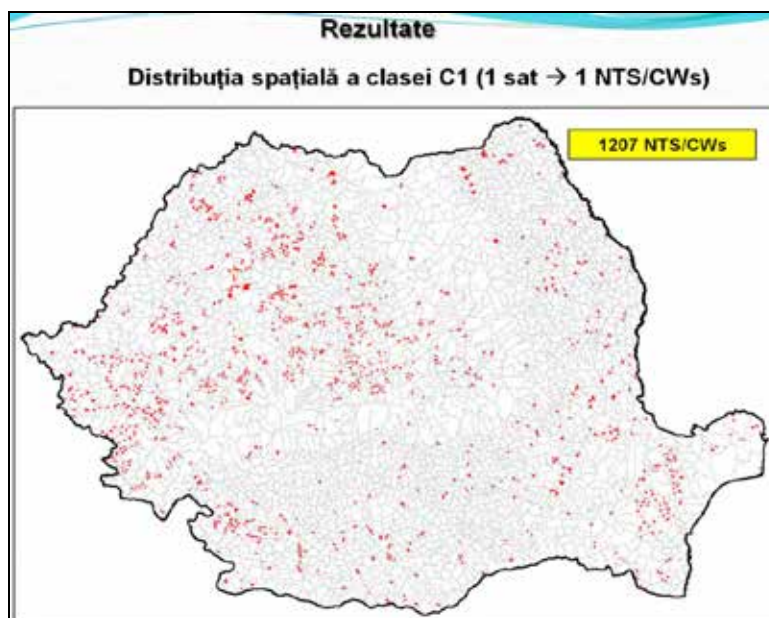 Rezultate
Distribuția spațială a clasei C1 (1 sat → 1 NTS/CWs)
1207 NTS/CWs